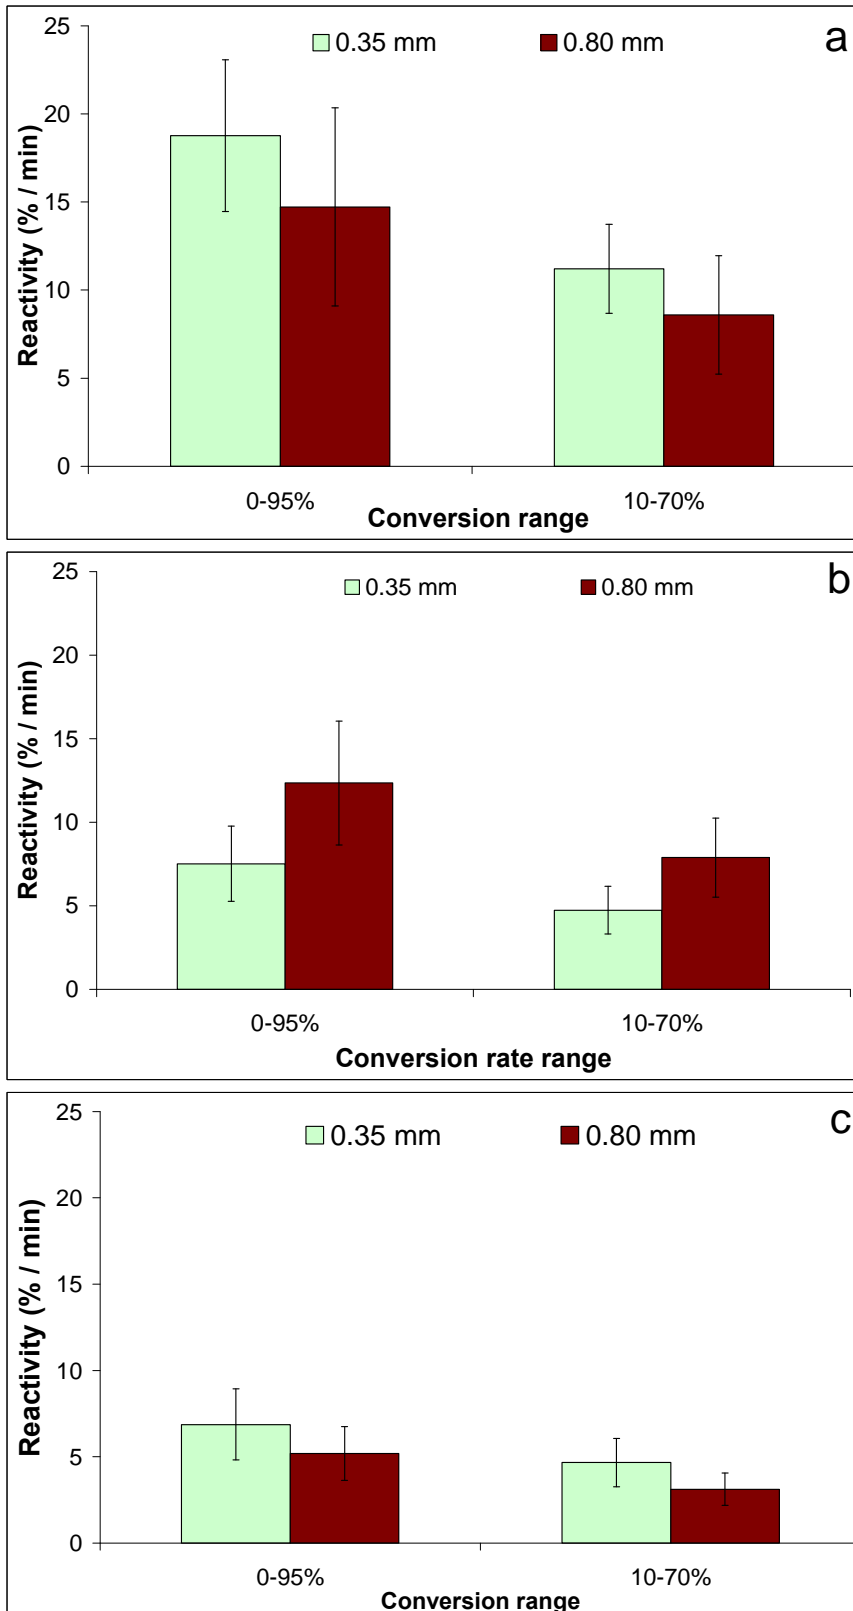 a
0.35 mm 0.80 mm
Reactivity (% / min)
25
20
15
10
5
0
0-95% 10-70%
Conversion range
b
0.35 mm 0.80 mm
Reactivity (% / min)
25
20
15
10
5
0
0-95% 10-70%
Conversion rate range
c
0.35 mm 0.80 mm
Reactivity (% / min)
25
20
15
10
5
0
0-95% 10-70%
Conversion range